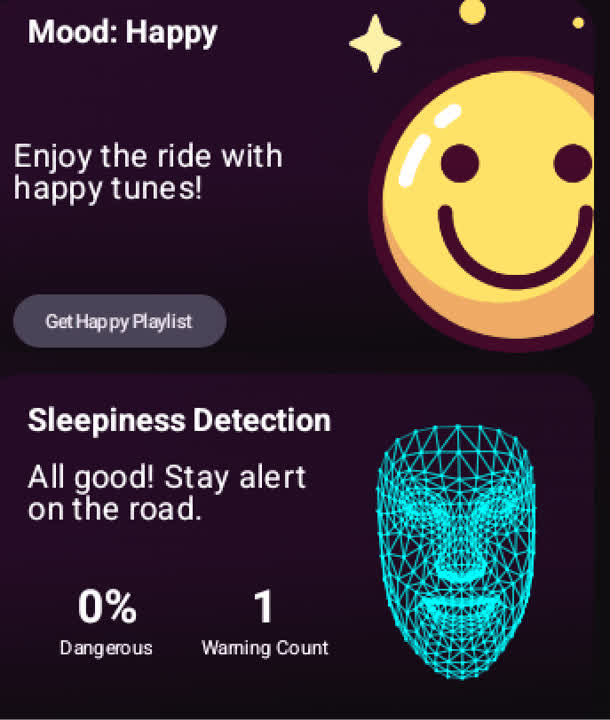 Mood: Happy
Enjoy the ride with
happy tunes!
Get Happy Playlist
Sleepiness Detection
All good! Stay alert
on the road.
0% 1
Dangerous Warning Count